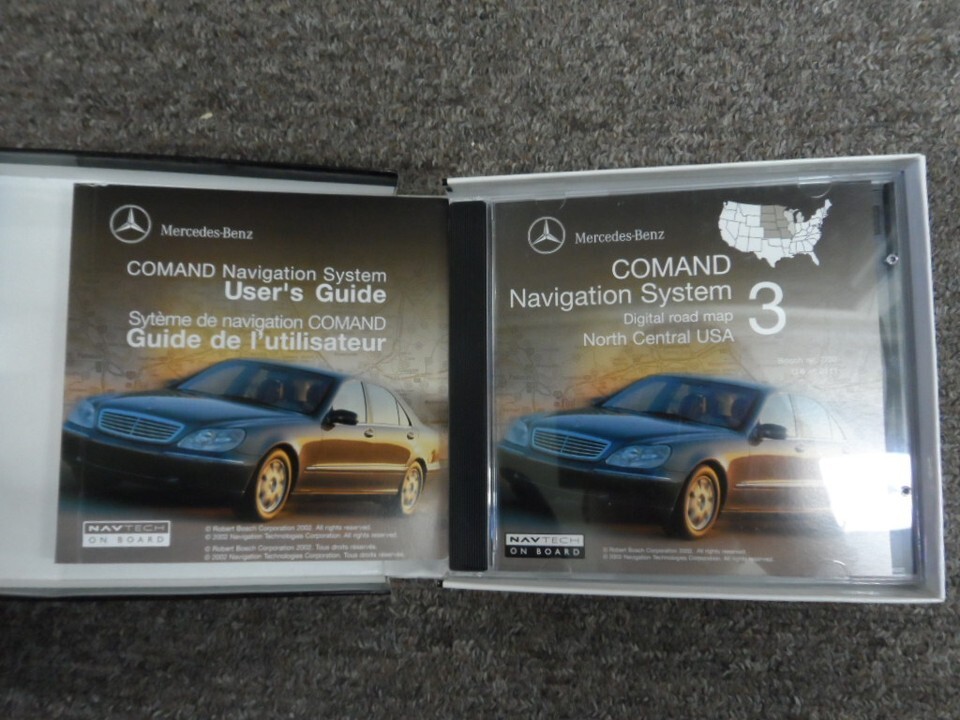 Mercedes-Benz
COMAND Navigation System
User's Guide
Sytème de navigation COMAND
Guide de l'utilisateur
NAVTECH
ON BOARD
© Robert Bosch Corporation 2002. All rights reserved.
© 2002 Navigation Technologies Corporation. All rights reserved.
© Robert Bosch Corporation 2002. Tous droits réservés.
© 2002 Navigation Technologies Corporation. Tous droits réservés.
Mercedes-Benz
COMAND
Navigation System
3
Digital road map
North Central USA
NAVTECH
ON BOARD
© Robert Bosch Corporation 2002. All rights reserved.
© 2002 Navigation Technologies Corporation. All rights reserved.